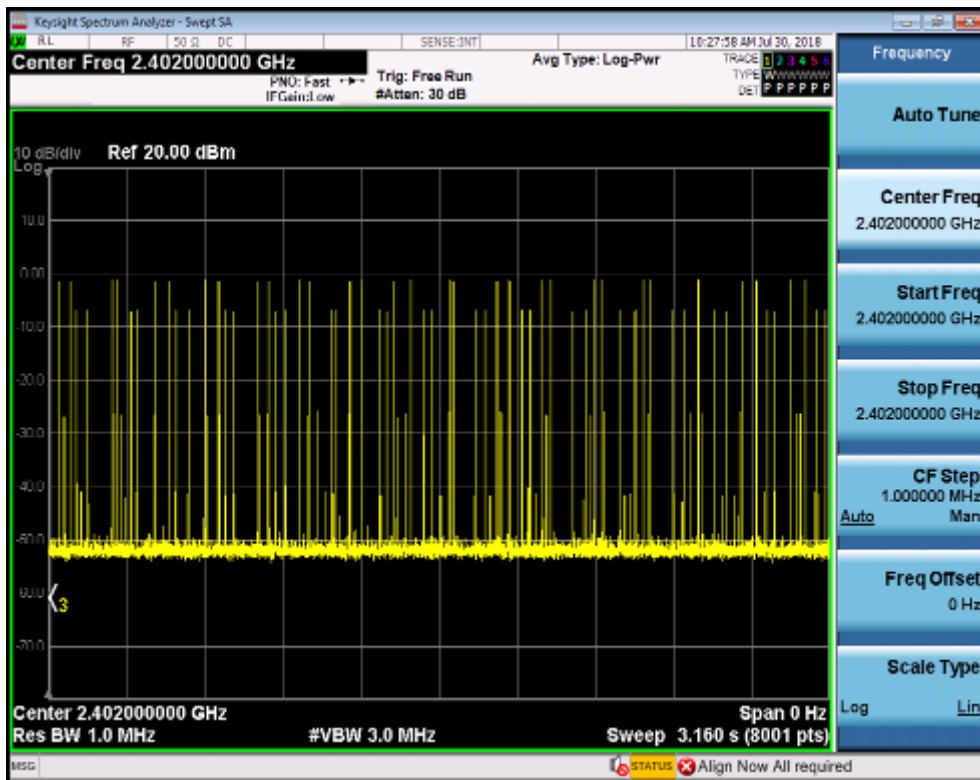 Keysight Spectrum Analyzer - Swept SA
RL RF 50 Ω DC SENSE:INT 10:27:58 AM Jul 30, 2018
Center Freq 2.402000000 GHz
Avg Type: Log-Pwr
TRACE 1 2 3 4 5 6
PNO: Fast
Trig: Free Run
TYPE WWWWWW
IFGain:Low
#Atten: 30 dB
DET P P P P P P
10 dB/div Ref 20.00 dBm
Log
10.0
0.00
-10.0
-20.0
-30.0
-40.0
-50.0
-60.0
3
-70.0
Center 2.402000000 GHz
Span 0 Hz
Res BW 1.0 MHz
#VBW 3.0 MHz
Sweep 3.160 s (8001 pts)
MSG
STATUS
Align Now All required
Frequency
Auto Tune
Center Freq
2.402000000 GHz
Start Freq
2.402000000 GHz
Stop Freq
2.402000000 GHz
CF Step
1.000000 MHz
Auto Man
Freq Offset
0 Hz
Scale Type
Log Lin